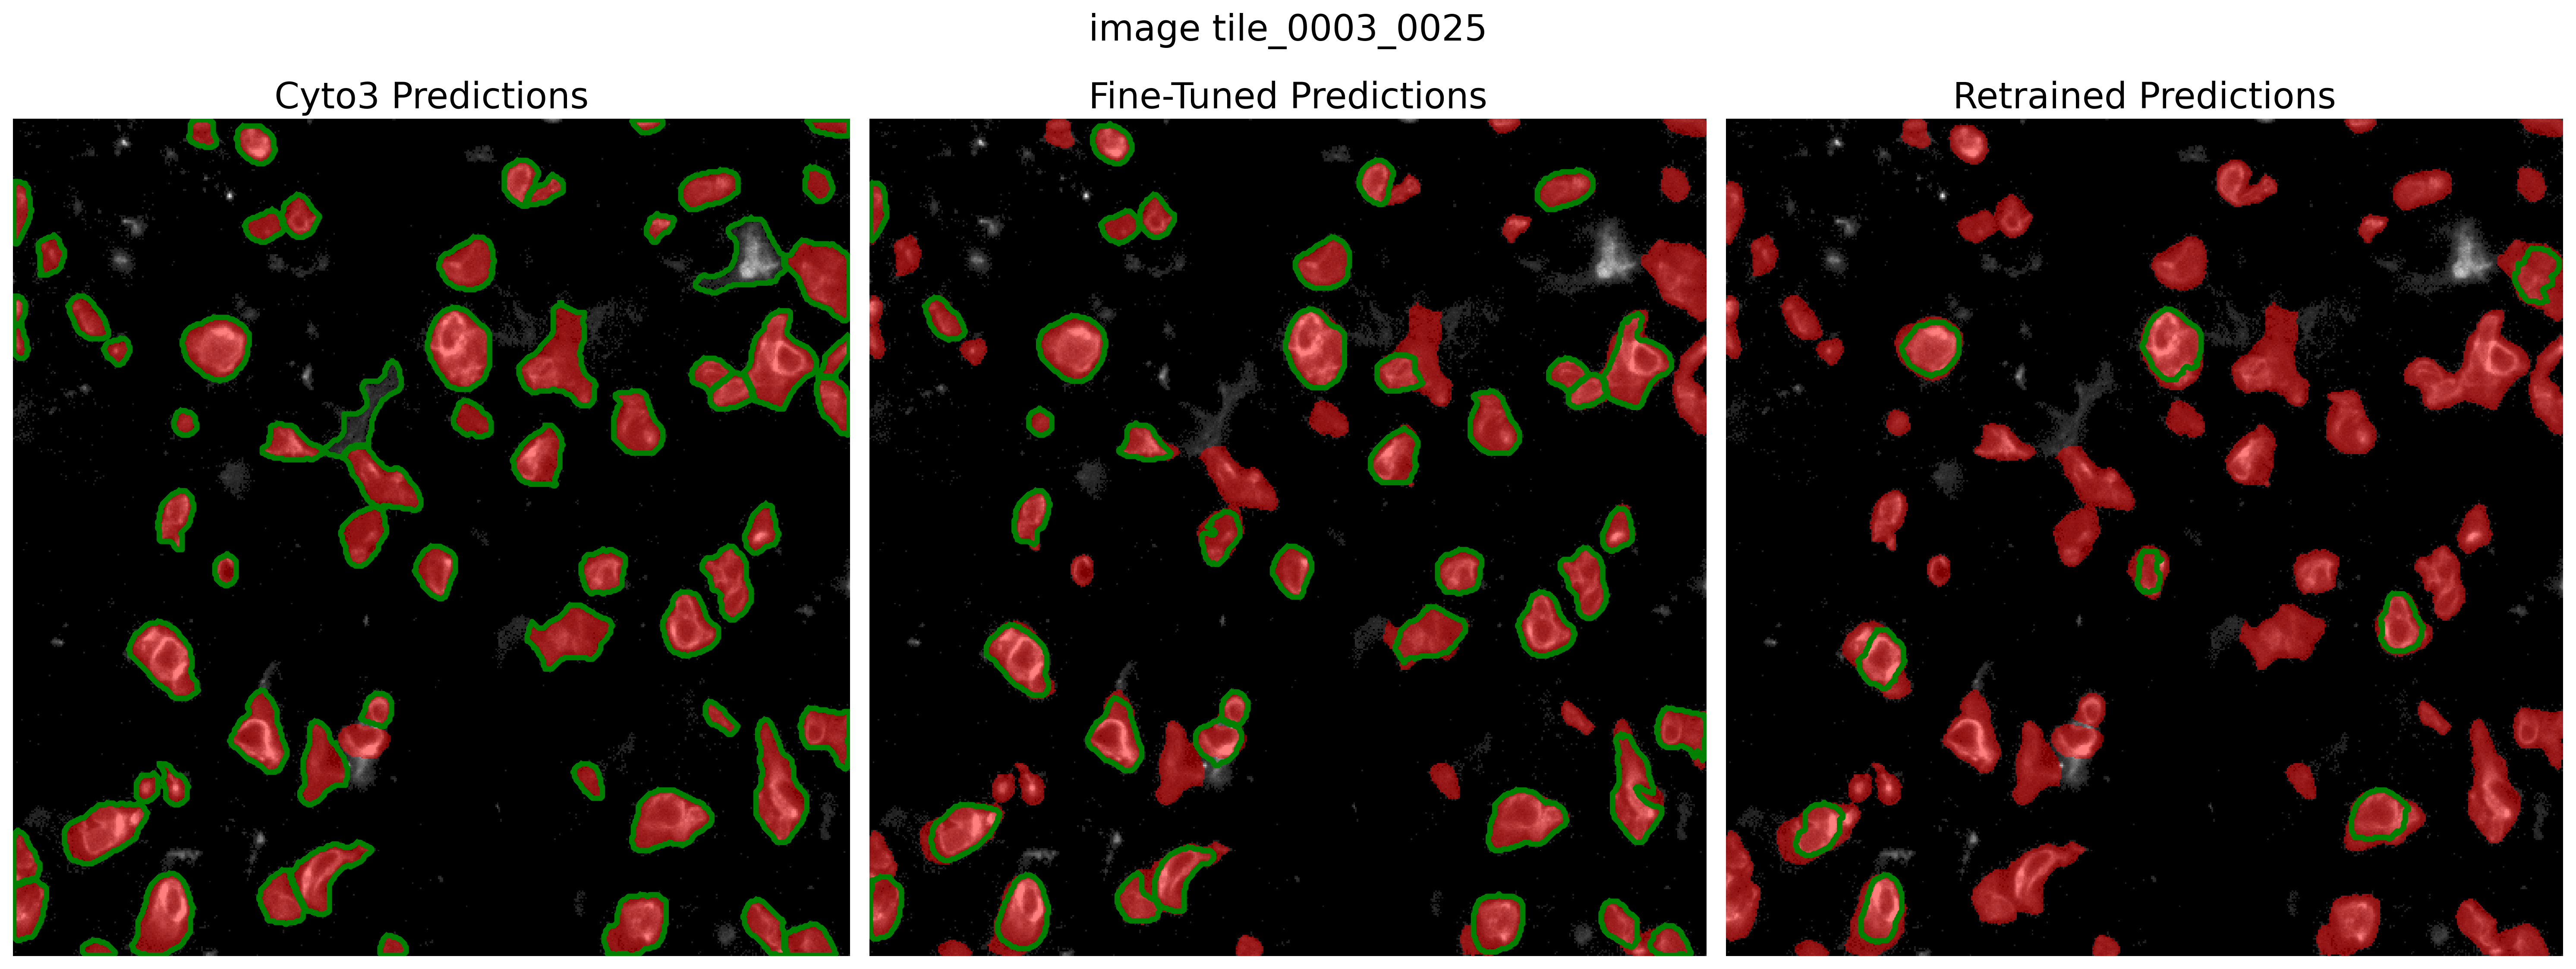 image tile_0003_0025
Cyto3 Predictions
Fine-Tuned Predictions
Retrained Predictions